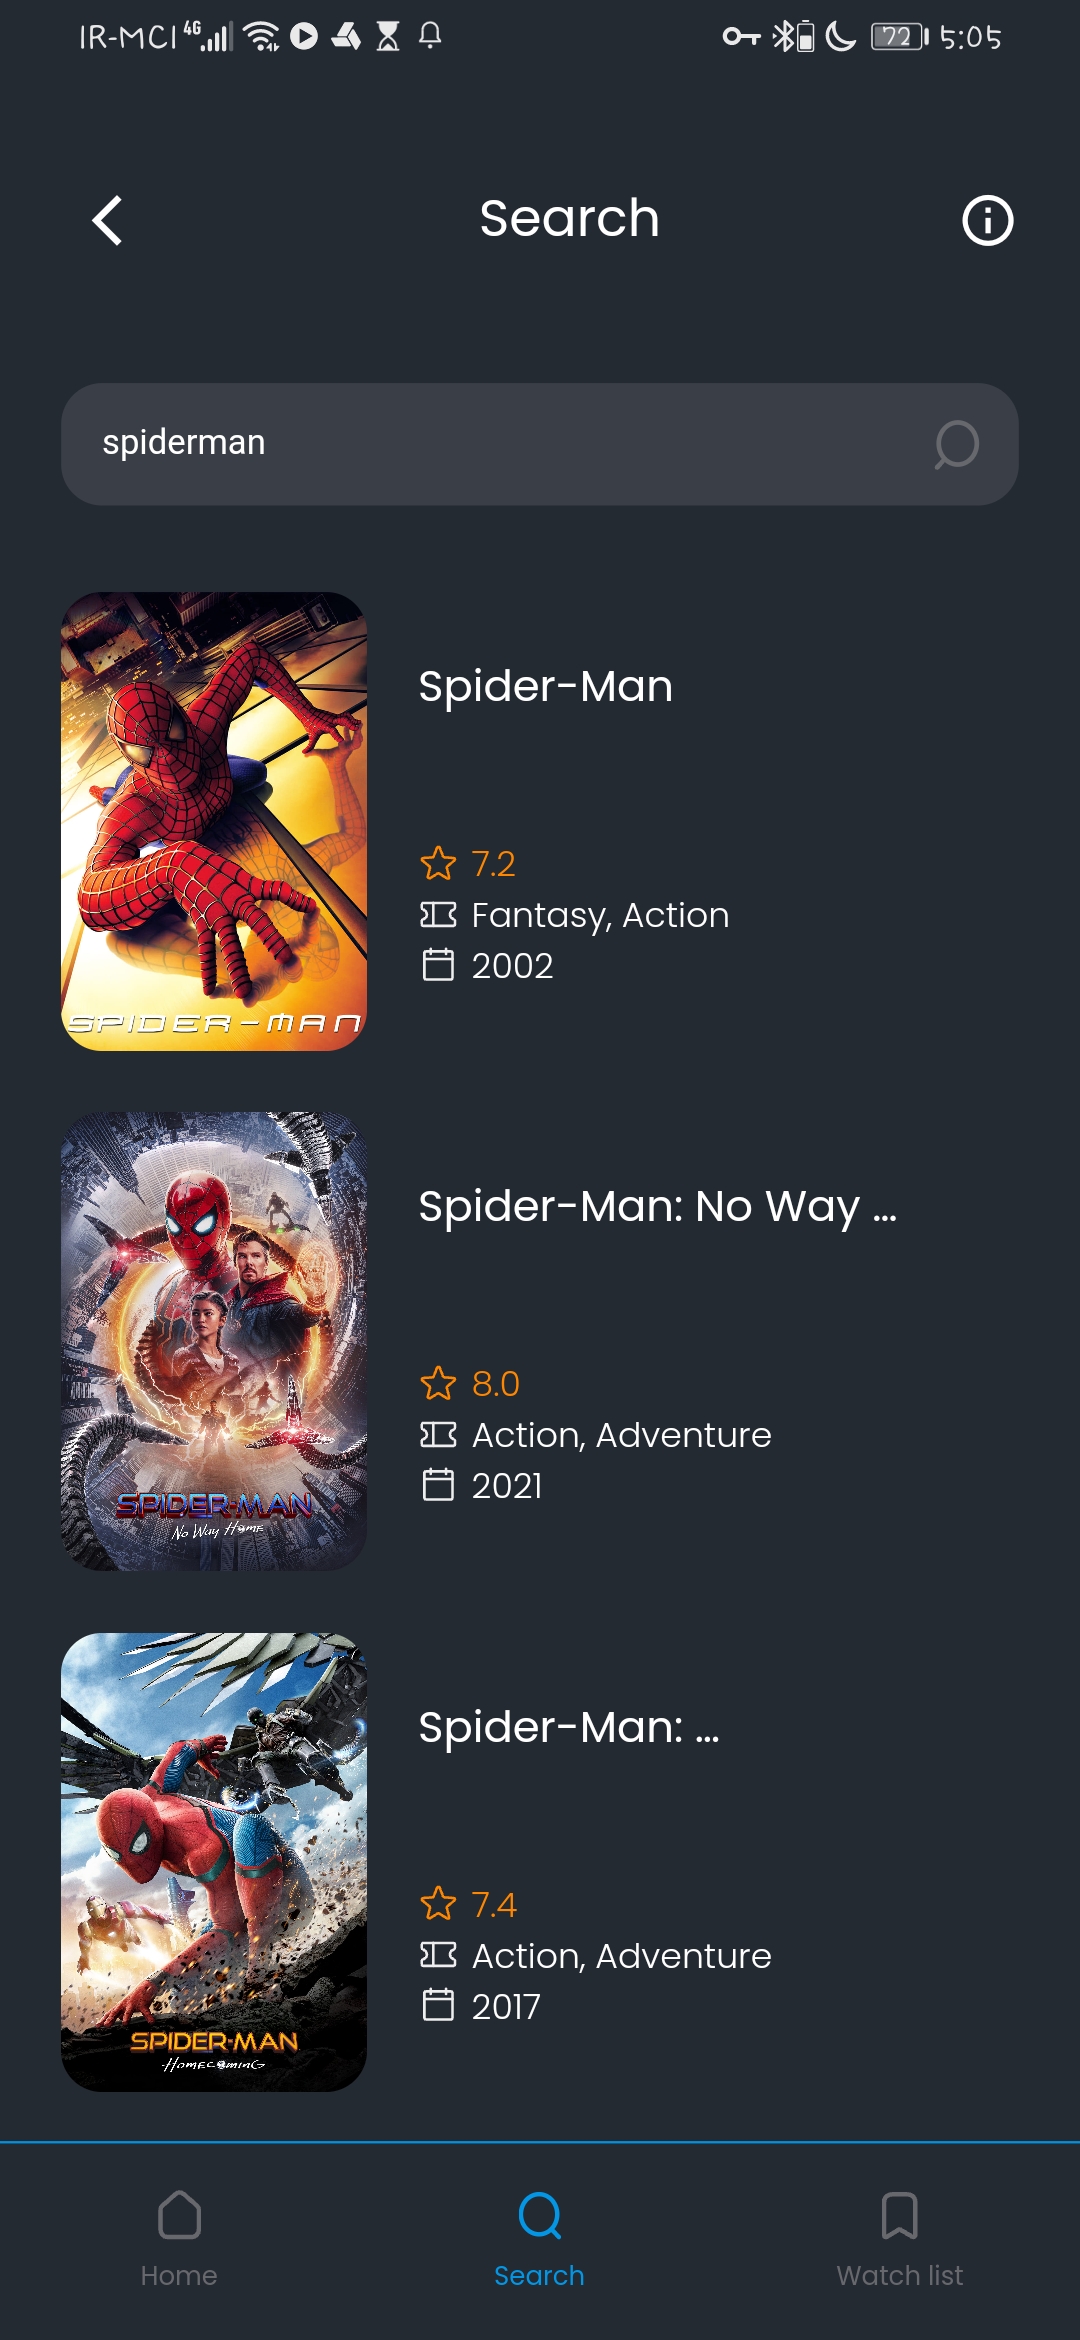 IR-MCI 4G 72 5:05
Search
spiderman
SPIDER-MAN
Spider-Man
7.2
Fantasy, Action
2002
SPIDER-MAN
No Way Home
Spider-Man: No Way ...
8.0
Action, Adventure
2021
SPIDER-MAN
HOMECOMING
Spider-Man: ...
7.4
Action, Adventure
2017
Home
Search
Watch list